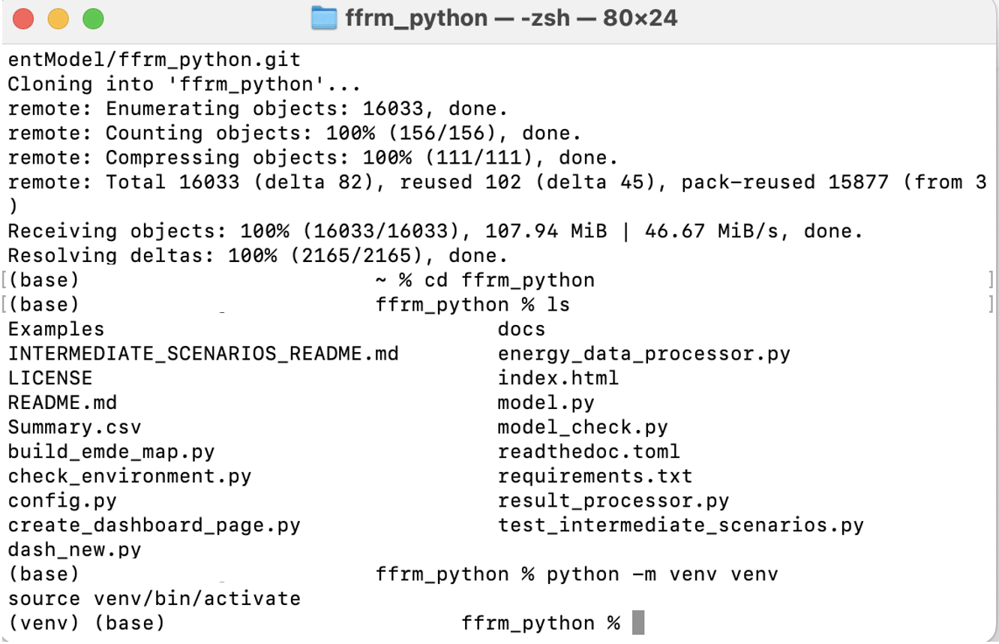 ffrm_python — -zsh — 80×24
entModel/ffrm_python.git
Cloning into 'ffrm_python'...
remote: Enumerating objects: 16033, done.
remote: Counting objects: 100% (156/156), done.
remote: Compressing objects: 100% (111/111), done.
remote: Total 16033 (delta 82), reused 102 (delta 45), pack-reused 15877 (from 3
)
Receiving objects: 100% (16033/16033), 107.94 MiB | 46.67 MiB/s, done.
Resolving deltas: 100% (2165/2165), done.
[(base) ~ % cd ffrm_python ]
[(base) ffrm_python % ls ]
Examples docs
INTERMEDIATE_SCENARIOS_README.md energy_data_processor.py
LICENSE index.html
README.md model.py
Summary.csv model_check.py
build_emde_map.py readthedoc.toml
check_environment.py requirements.txt
config.py result_processor.py
create_dashboard_page.py test_intermediate_scenarios.py
dash_new.py
(base) ffrm_python % python -m venv venv
source venv/bin/activate
(venv) (base) ffrm_python %